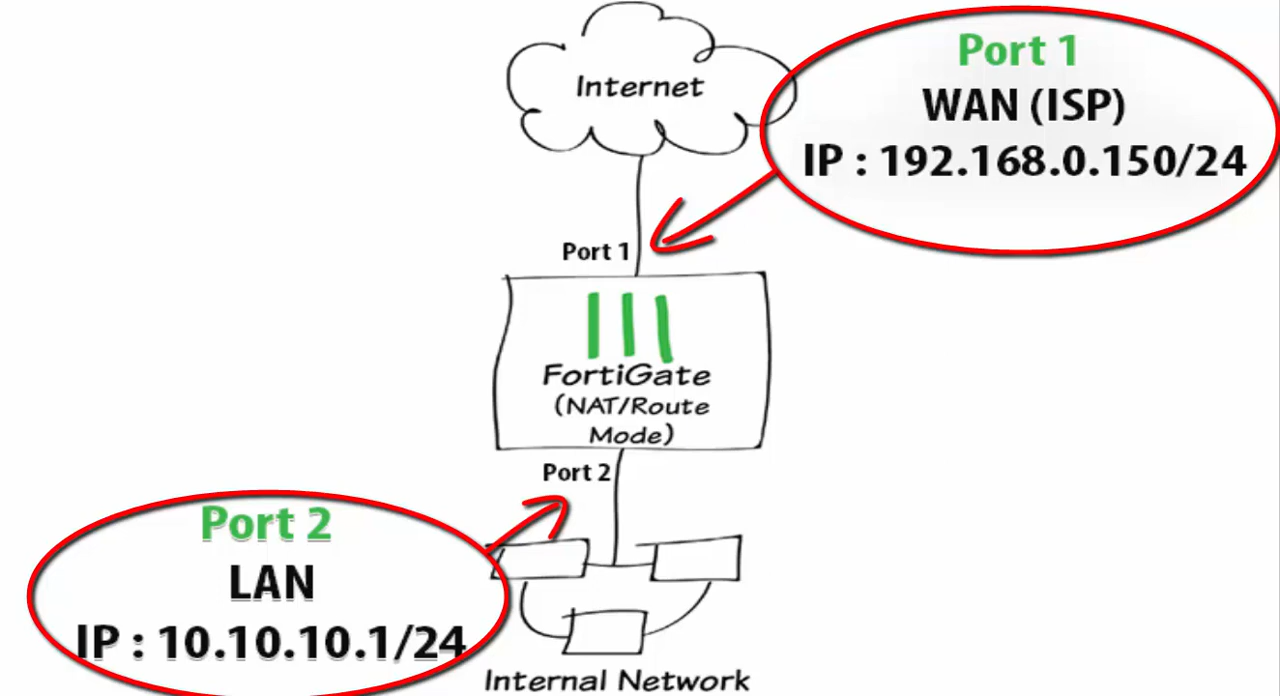 Internet
Port 1
WAN (ISP)
IP : 192.168.0.150/24
Port 1
FortiGate
(NAT/Route
Mode)
Port 2
Port 2
LAN
IP : 10.10.10.1/24
Internal Network